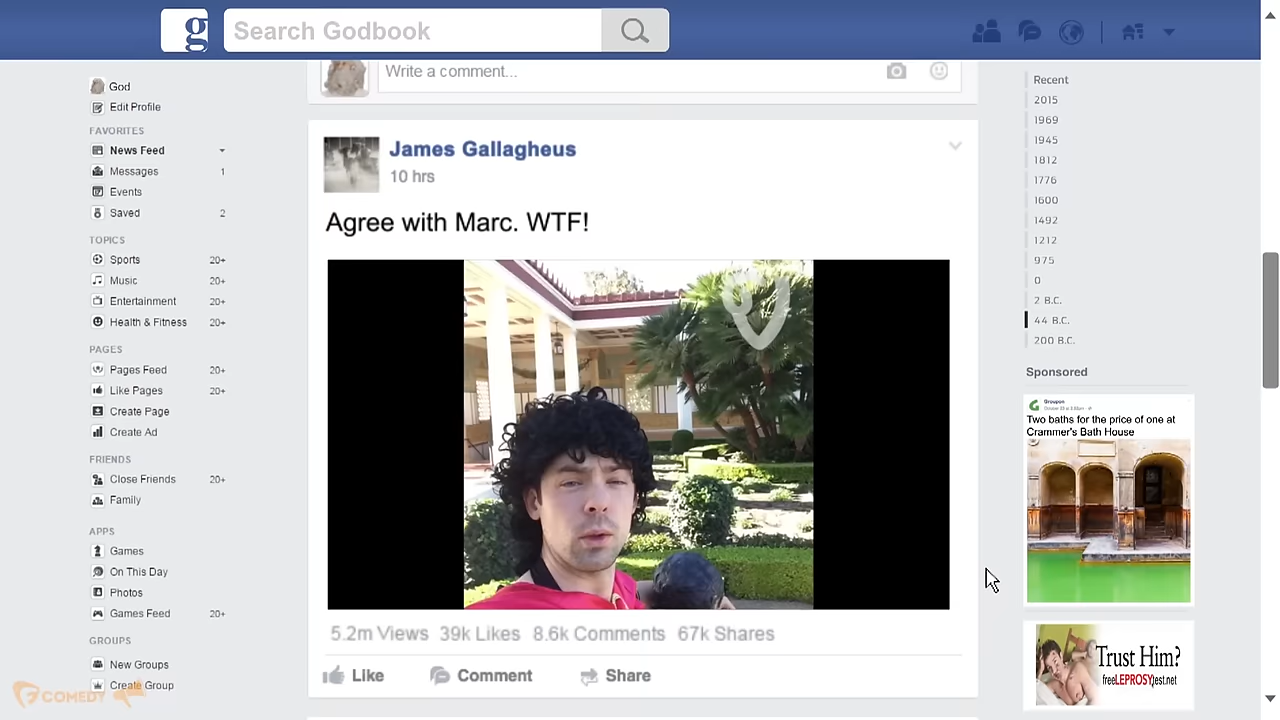 g Search Godbook
God
Edit Profile
FAVORITES
News Feed
Messages 1
Events
Saved 2
TOPICS
Sports 20+
Music 20+
Entertainment 20+
Health & Fitness 20+
PAGES
Pages Feed 20+
Like Pages 20+
Create Page
Create Ad
FRIENDS
Close Friends 20+
Family
APPS
Games
On This Day
Photos
Games Feed 20+
GROUPS
New Groups
Create Group
COMEDY
Write a comment...
James Gallagheus
10 hrs
Agree with Marc. WTF!
5.2m Views 39k Likes 8.6k Comments 67k Shares
Like Comment Share
Recent
2015
1969
1945
1812
1776
1600
1492
1212
975
0
2 B.C.
44 B.C.
200 B.C.
Sponsored
Groupon
Two baths for the price of one at
Crammer's Bath House
Trust Him?
freeLEPROSYtest.net